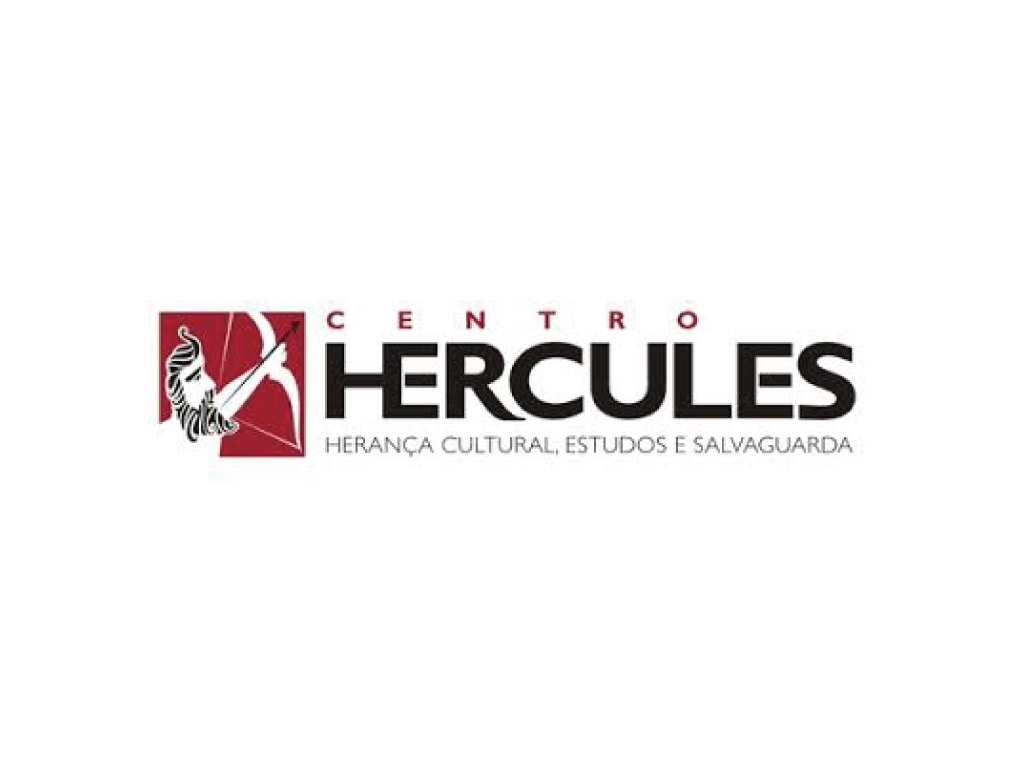 CENTRO
HERCULES
HERANÇA CULTURAL, ESTUDOS E SALVAGUARDA